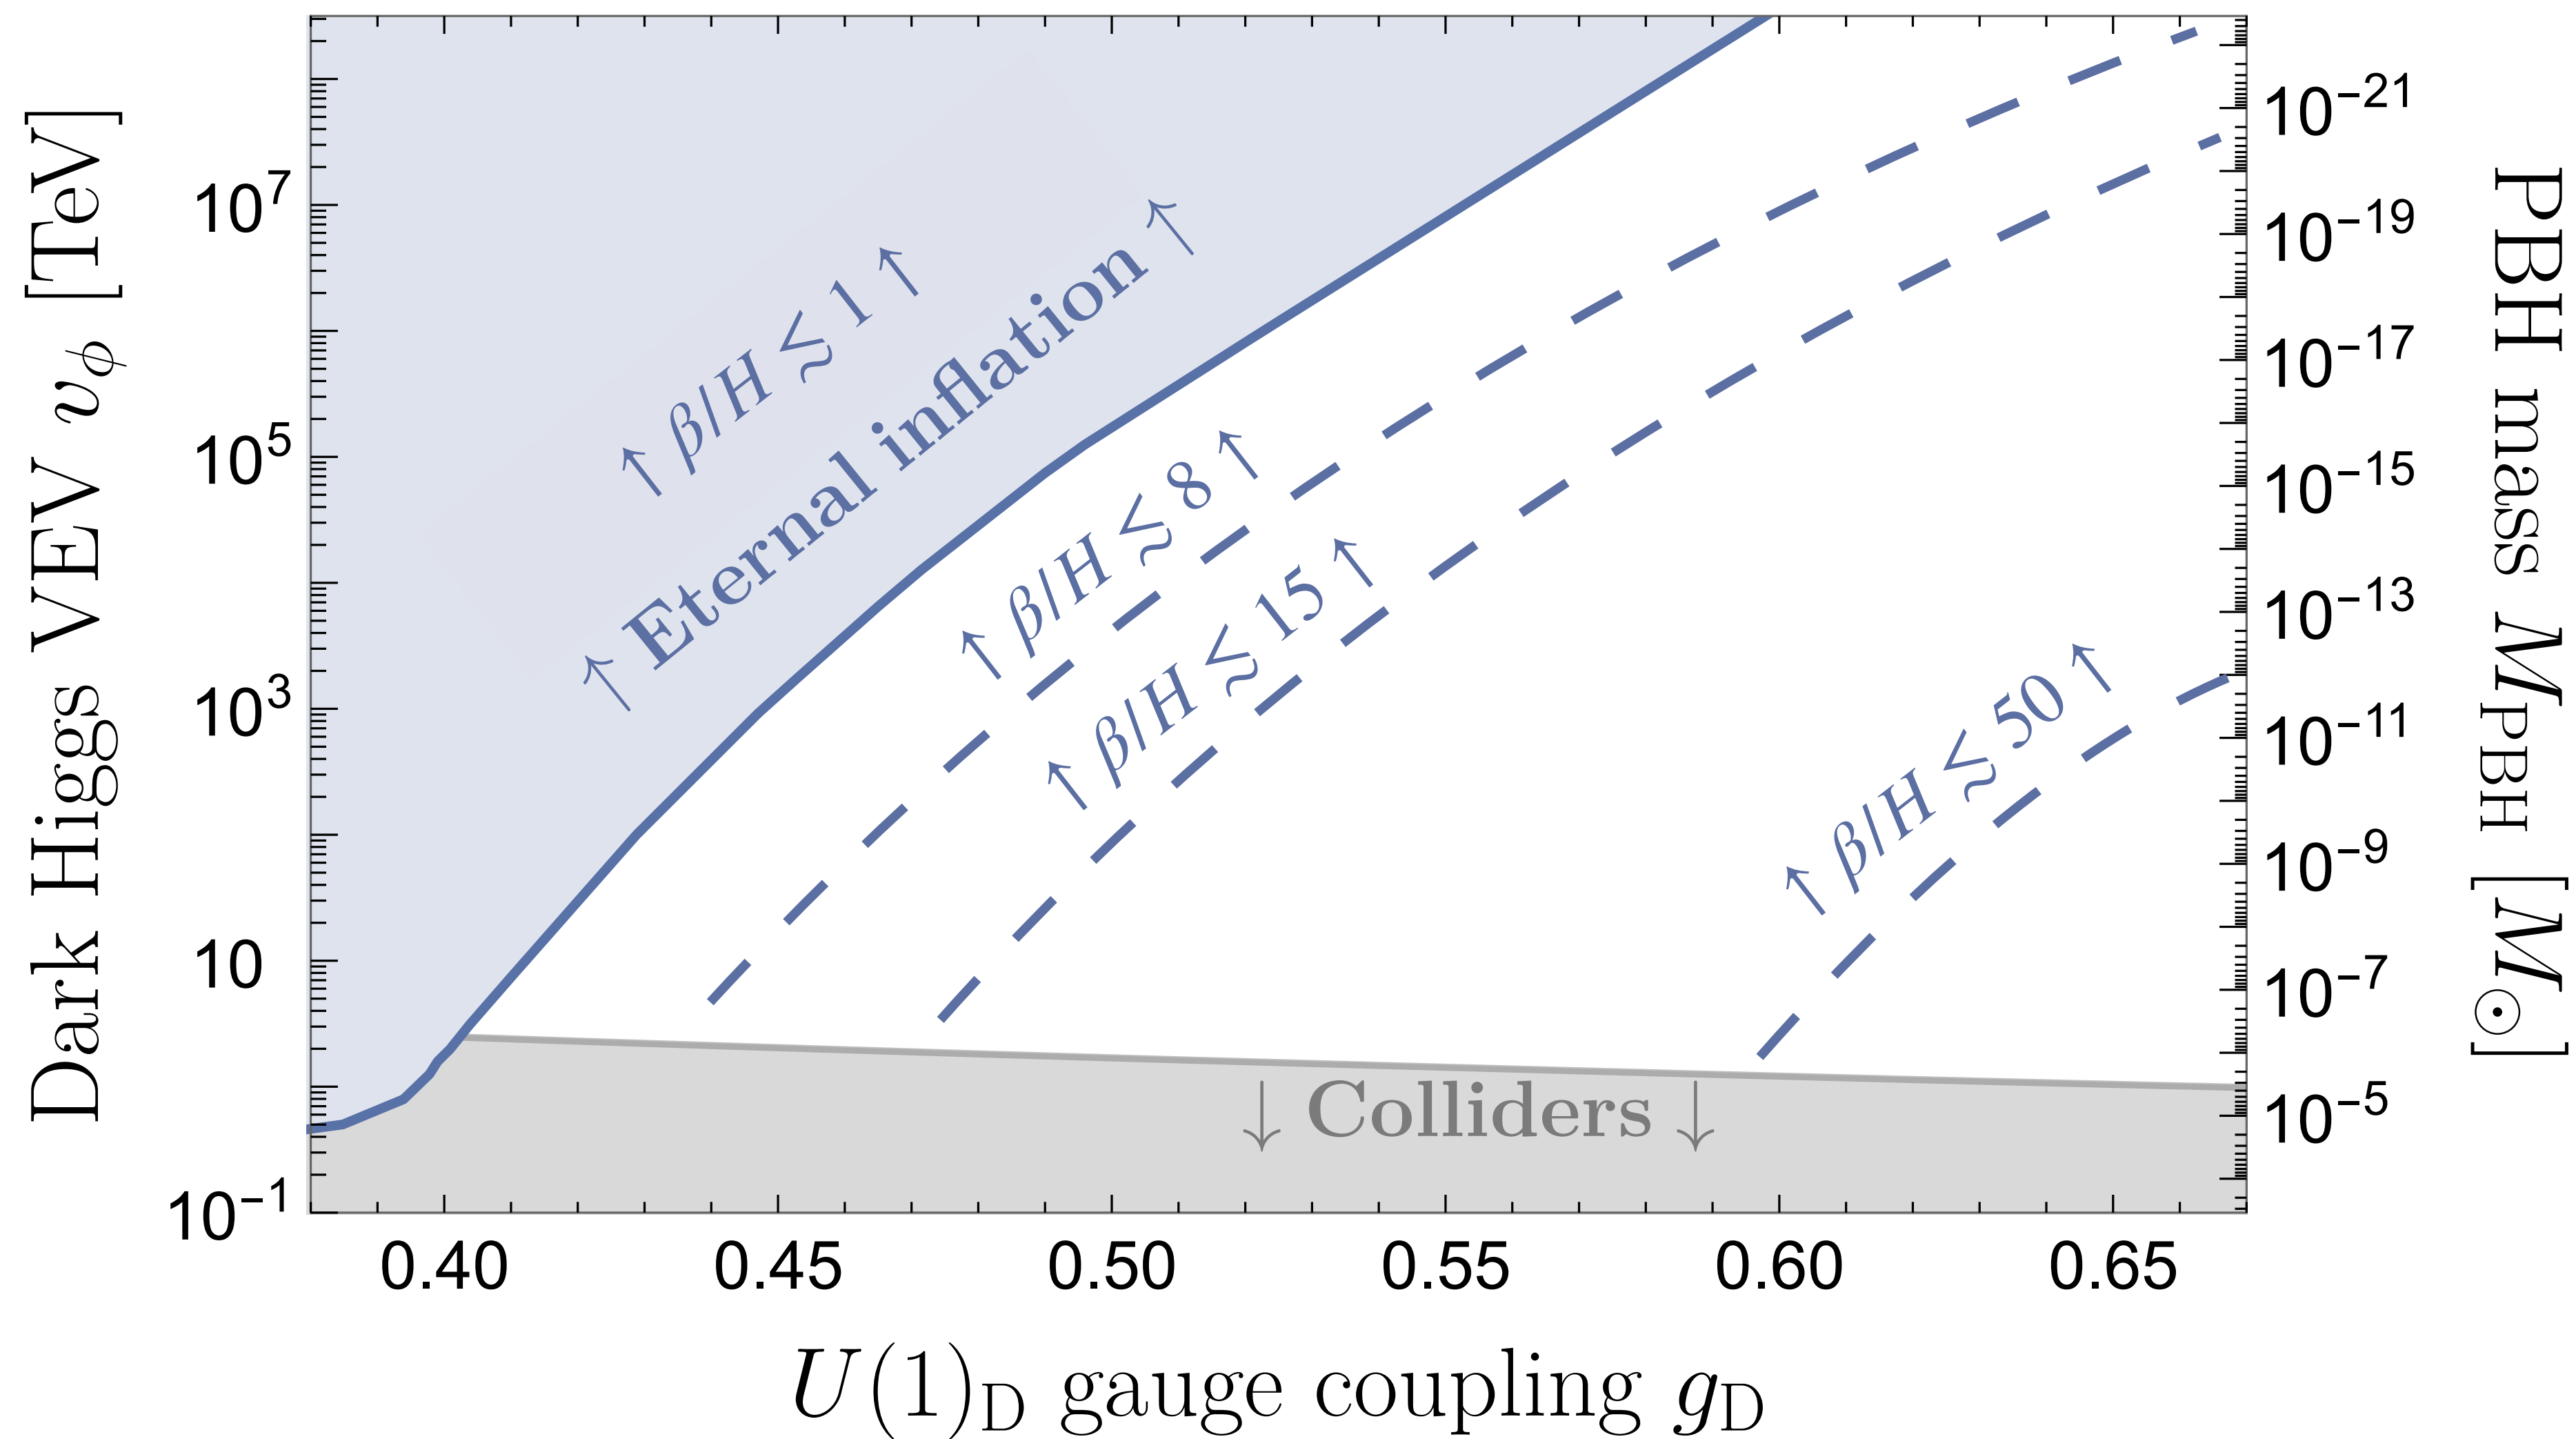 Dark Higgs VEV v_ϕ [TeV]
10^7
10^5
10^3
10
10^−1
↑ β/H ≲ 1 ↑
↑ Eternal inflation ↑
↑ β/H ≲ 8 ↑
↑ β/H ≲ 15 ↑
↑ β/H ≲ 50 ↑
↓ Colliders ↓
10^−21
10^−19
10^−17
10^−15
10^−13
10^−11
10^−9
10^−7
10^−5
PBH mass M_PBH [M_⊙]
0.40 0.45 0.50 0.55 0.60 0.65
U(1)_D gauge coupling g_D